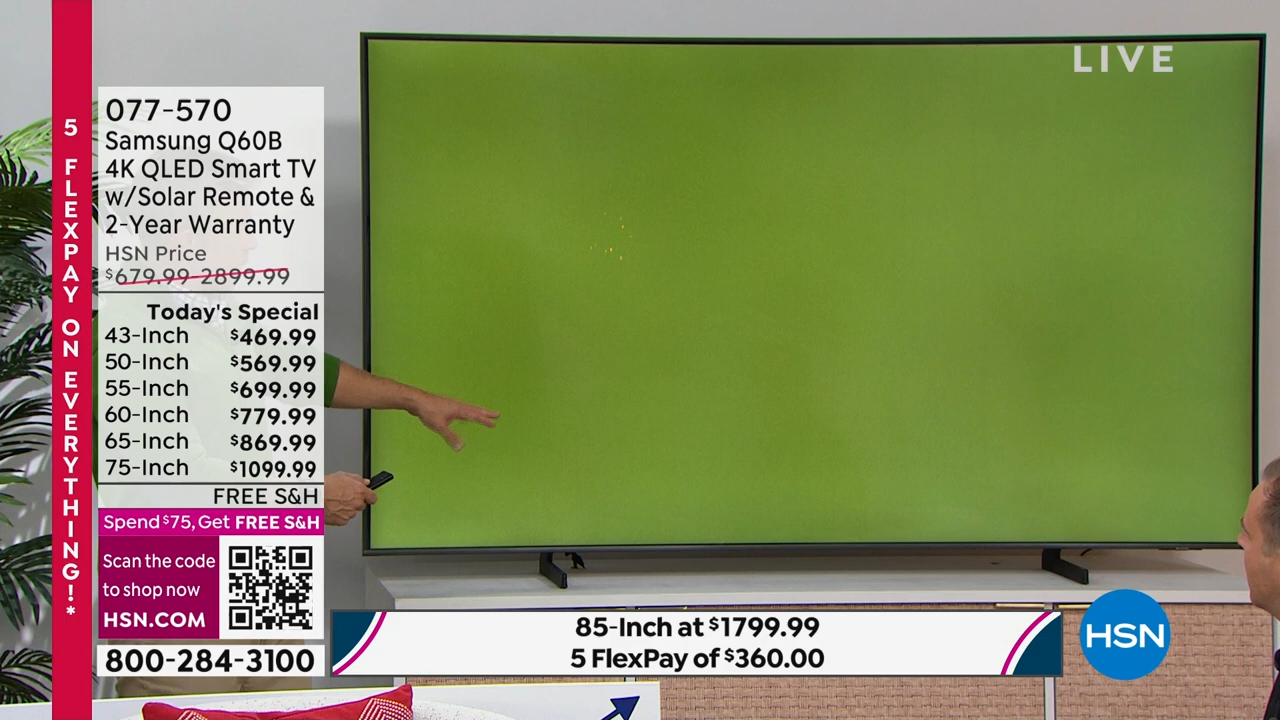 5 FLEXPAY ON EVERYTHING!*
077-570
Samsung Q60B
4K QLED Smart TV
w/Solar Remote &
2-Year Warranty
HSN Price
$679.99-2899.99
Today's Special
43-Inch $469.99
50-Inch $569.99
55-Inch $699.99
60-Inch $779.99
65-Inch $869.99
75-Inch $1099.99
FREE S&H
Spend $75, Get FREE S&H
Scan the code
to shop now
HSN.COM
800-284-3100
LIVE
85-Inch at $1799.99
5 FlexPay of $360.00
HSN